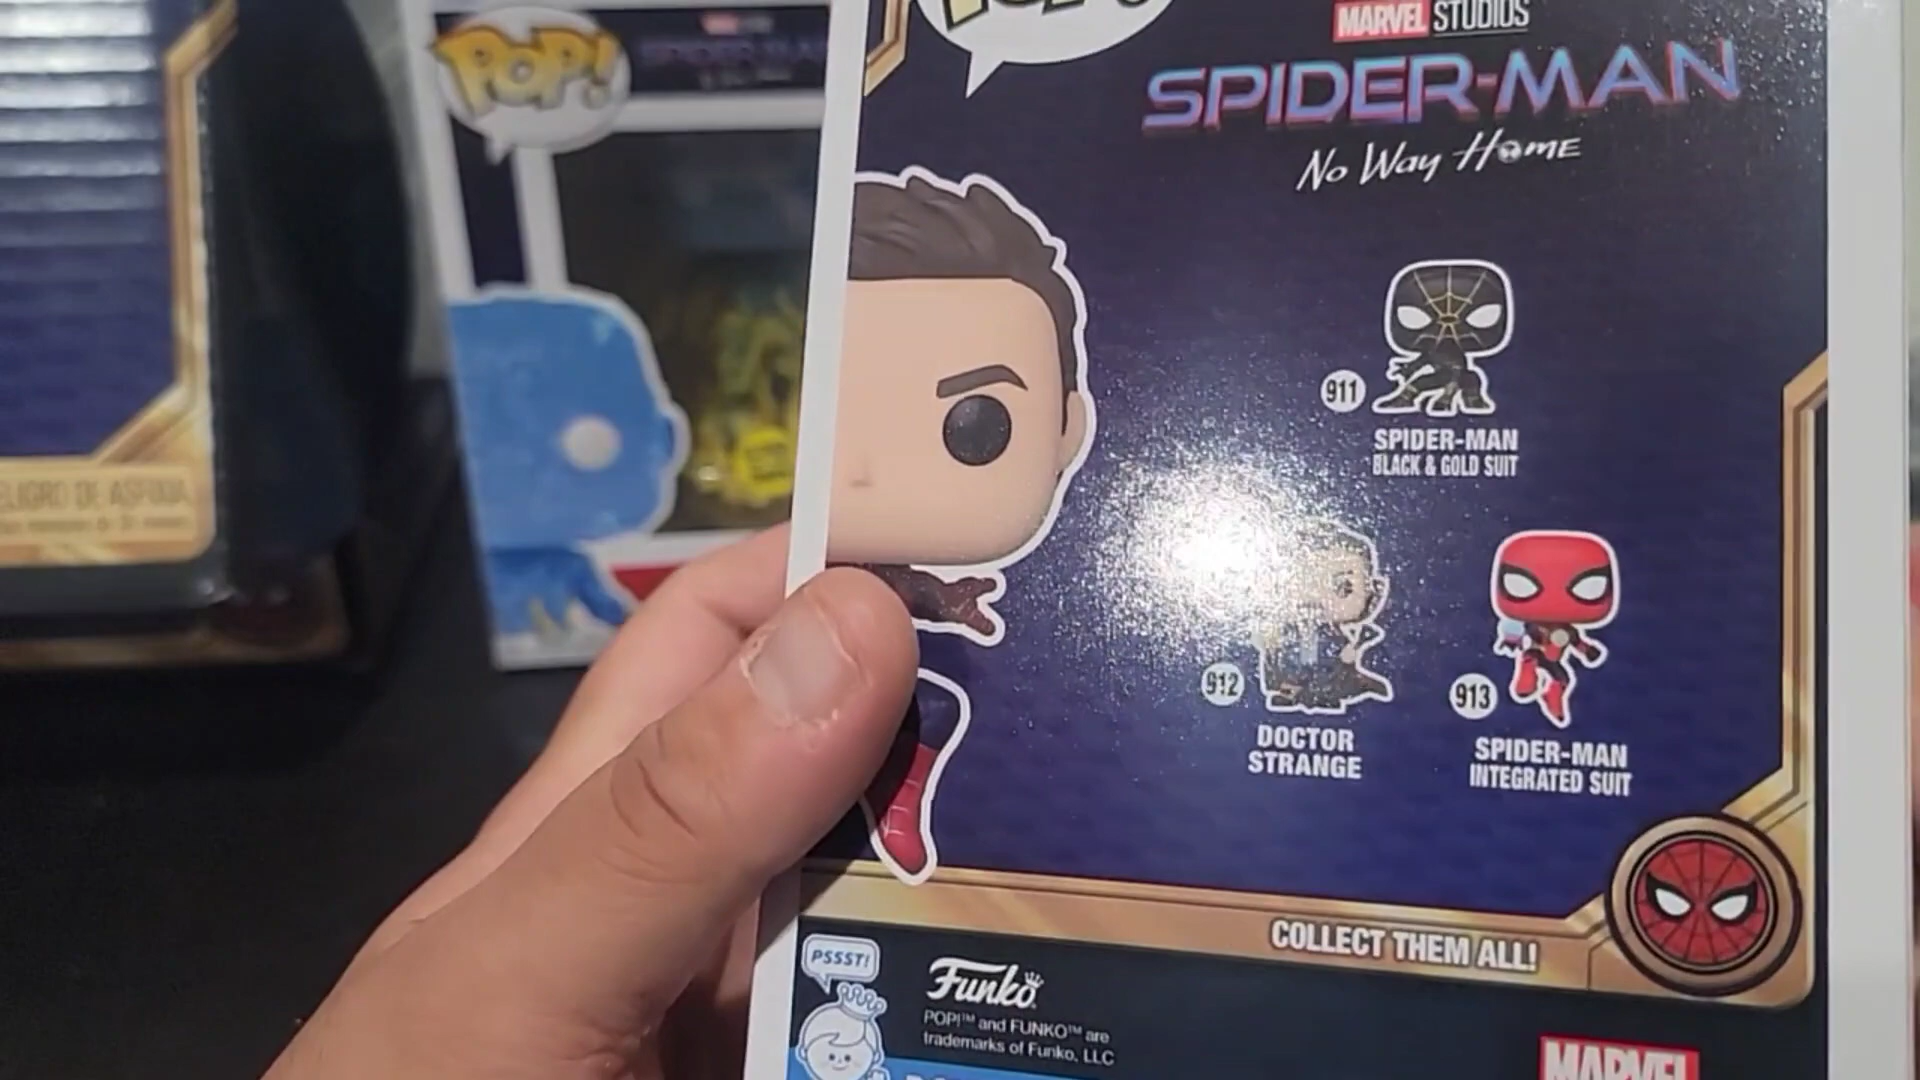 POP!
MARVEL STUDIOS
SPIDER-MAN
No Way Home
911
SPIDER-MAN
BLACK & GOLD SUIT
912
DOCTOR
STRANGE
913
SPIDER-MAN
INTEGRATED SUIT
COLLECT THEM ALL!
PSSST!
Funko
POP!™ and FUNKO™ are
trademarks of Funko, LLC
MARVEL
POP!
DE ASFIXIA